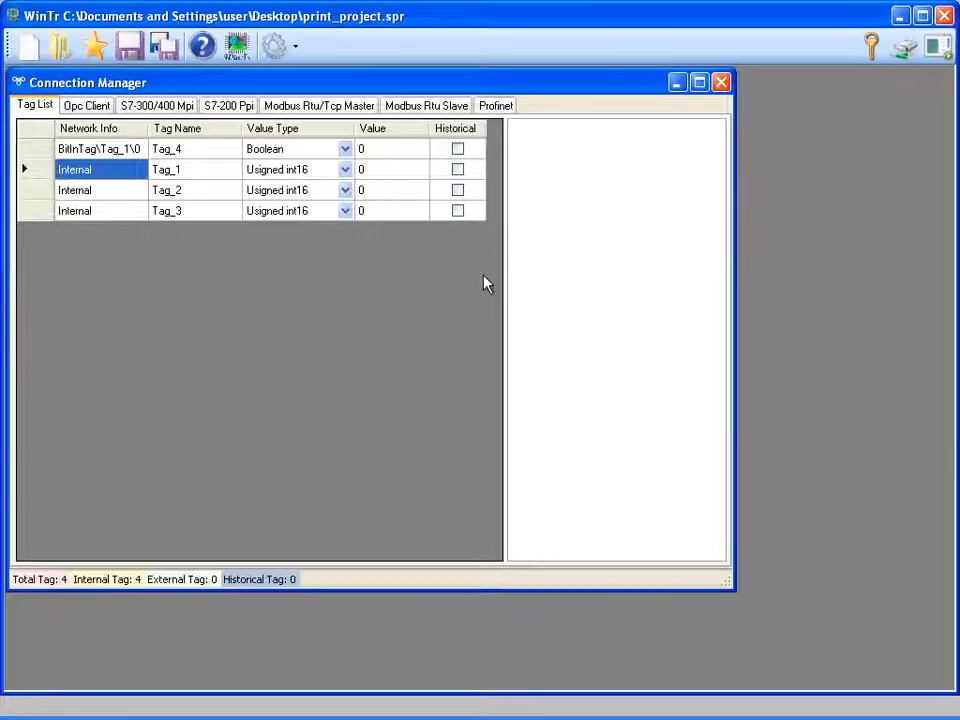 WinTr C:\Documents and Settings\user\Desktop\print_project.spr
WinTr
Connection Manager
Tag List Opc Client S7-300/400 Mpi S7-200 Ppi Modbus Rtu/Tcp Master Modbus Rtu Slave Profinet
Network Info Tag Name Value Type Value Historical
BitInTag\Tag_1\0 Tag_4 Boolean 0
Internal Tag_1 Usigned int16 0
Internal Tag_2 Usigned int16 0
Internal Tag_3 Usigned int16 0
Total Tag: 4 Internal Tag: 4 External Tag: 0 Historical Tag: 0